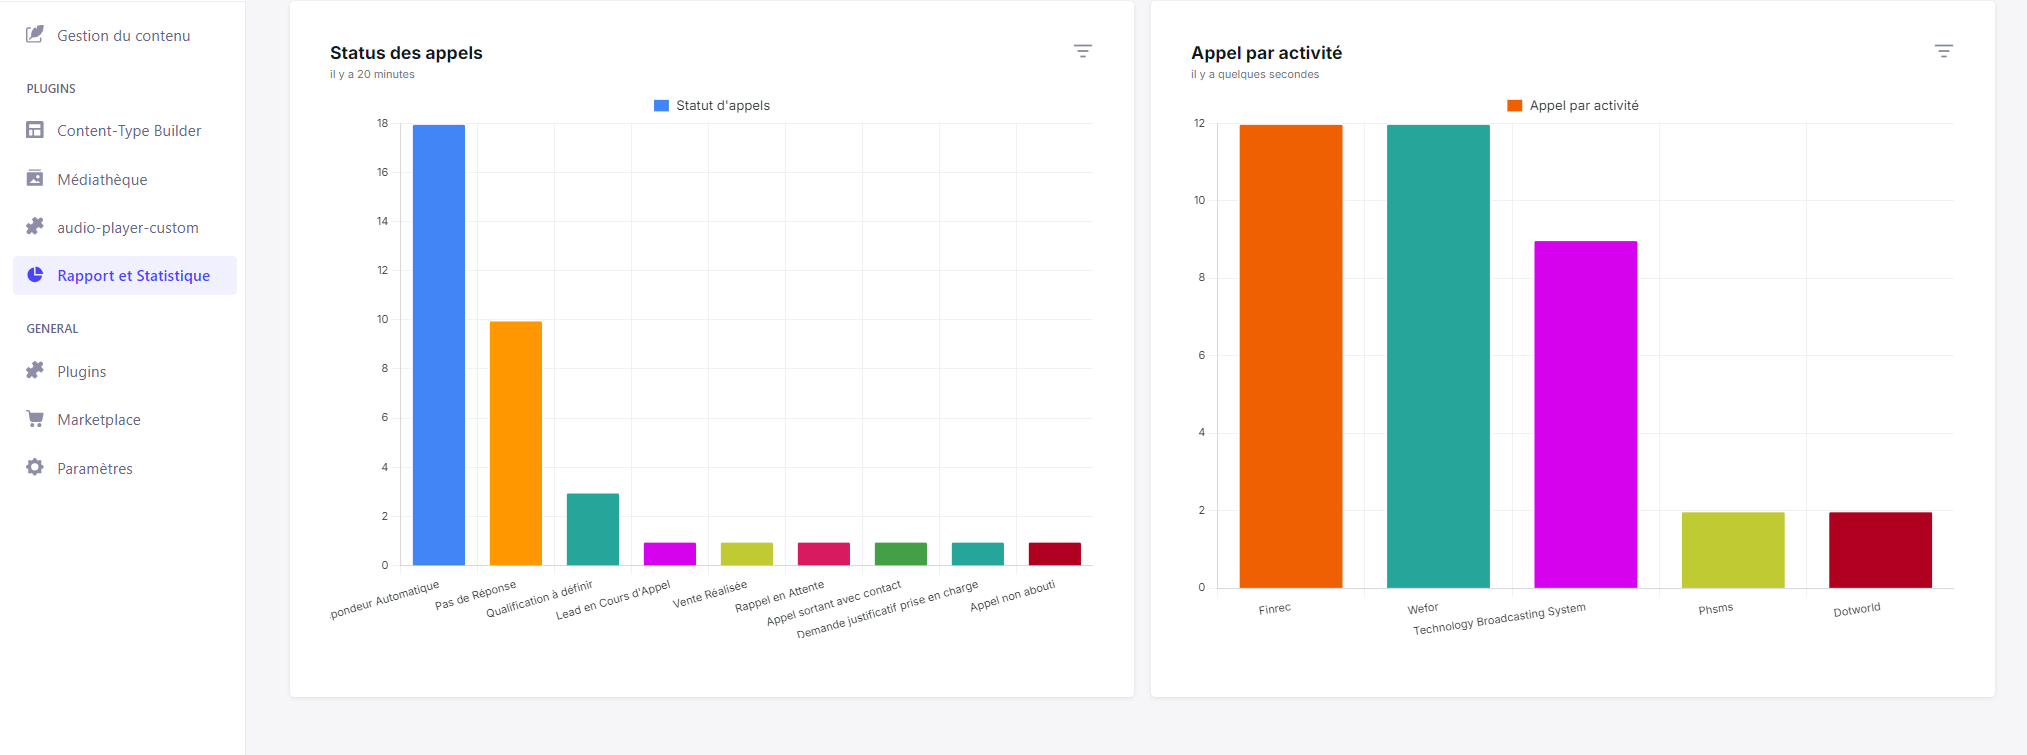 Gestion du contenu
PLUGINS
Content-Type Builder
Médiathèque
audio-player-custom
Rapport et Statistique
GENERAL
Plugins
Marketplace
Paramètres
Status des appels
il y a 20 minutes
Statut d'appels
18
16
14
12
10
8
6
4
2
0
pondeur Automatique
Pas de Réponse
Qualification à définir
Lead en Cours d'Appel
Vente Réalisée
Rappel en Attente
Appel sortant avec contact
Demande justificatif prise en charge
Appel non abouti
Appel par activité
il y a quelques secondes
Appel par activité
12
10
8
6
4
2
0
Finrec
Wefor
Technology Broadcasting System
Phsms
Dotworld